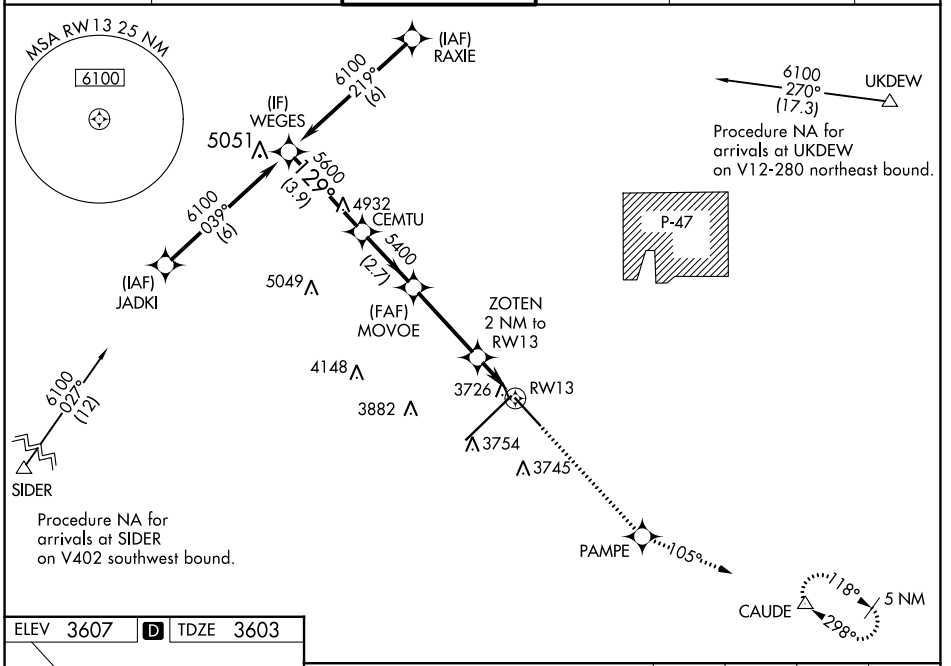 MSA RW 13 25 NM
6100
(IAF)
RAXIE
6100
219°
(6)
(IF)
WEGES
5051
6100
270°
(17.3)
UKDEW
Procedure NA for
arrivals at UKDEW
on V12-280 northeast bound.
5600
129°
(3.9)
4932
CEMTU
P-47
6100
039°
(6)
(IAF)
JADKI
5400
(2.7)
5049
(FAF)
MOVOE
ZOTEN
2 NM to
RW13
4148
3726
RW13
3882
3754
3745
6100
027°
(12)
SIDER
Procedure NA for
arrivals at SIDER
on V402 southwest bound.
PAMPE
105°
CAUDE
118°
298°
5 NM
ELEV 3607 D TDZE 3603